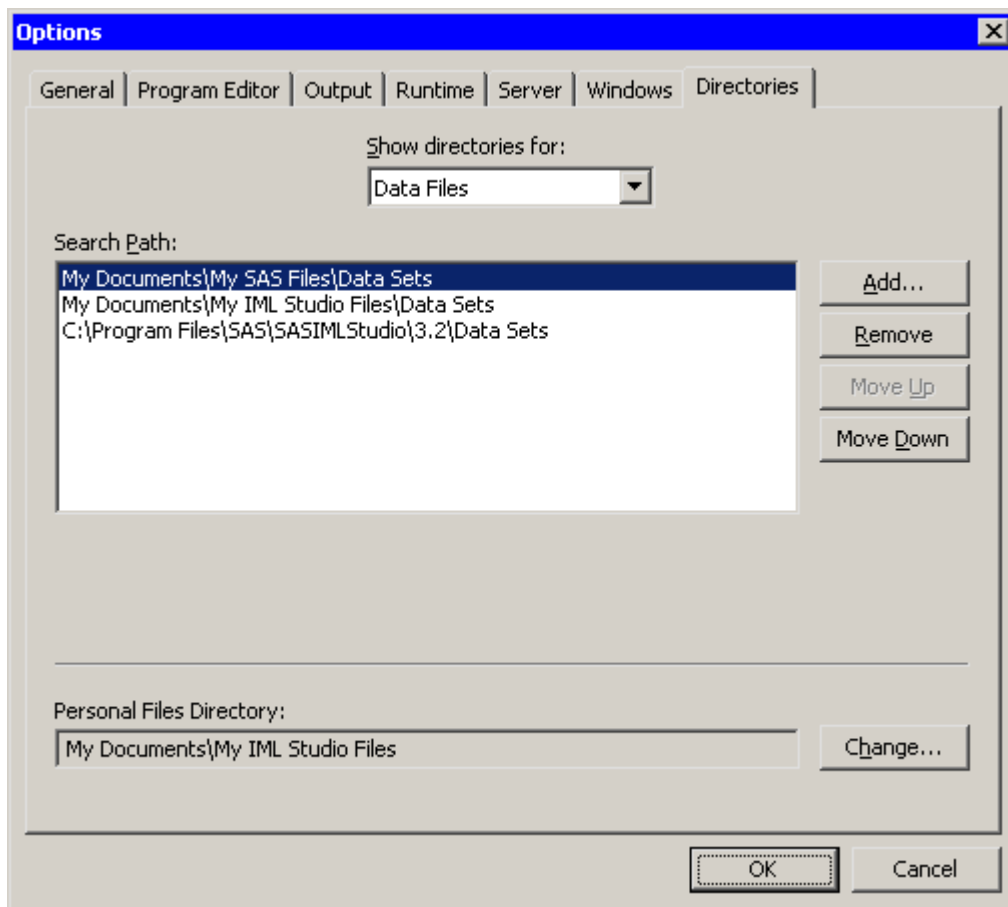 Options
General Program Editor Output Runtime Server Windows Directories
Show directories for:
Data Files
Search Path:
My Documents\My SAS Files\Data Sets
My Documents\My IML Studio Files\Data Sets
C:\Program Files\SAS\SASIMLStudio\3.2\Data Sets
Add...
Remove
Move Up
Move Down
Personal Files Directory:
My Documents\My IML Studio Files
Change...
OK Cancel